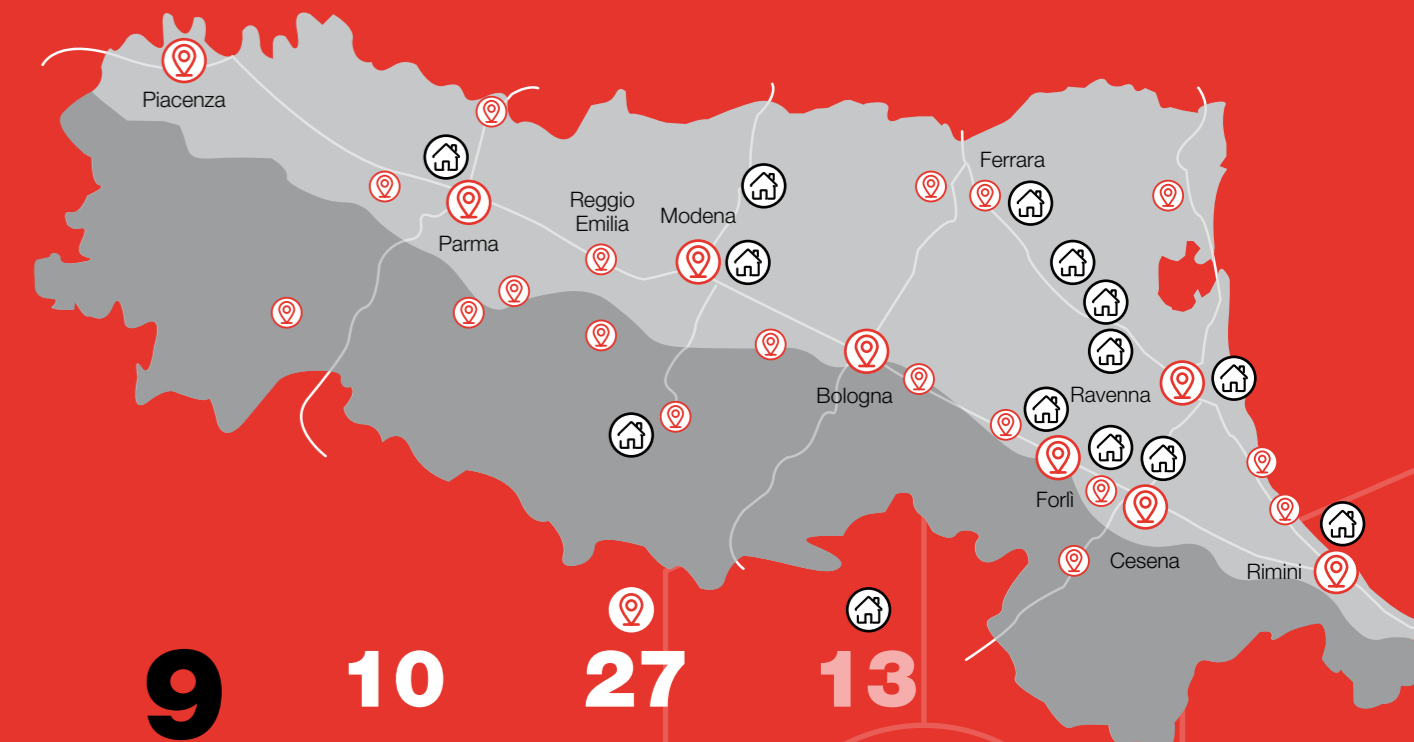 Piacenza
Ferrara
Reggio
Emilia
Modena
Parma
Bologna
Ravenna
Forlì
Cesena
Rimini
9
10
27
13